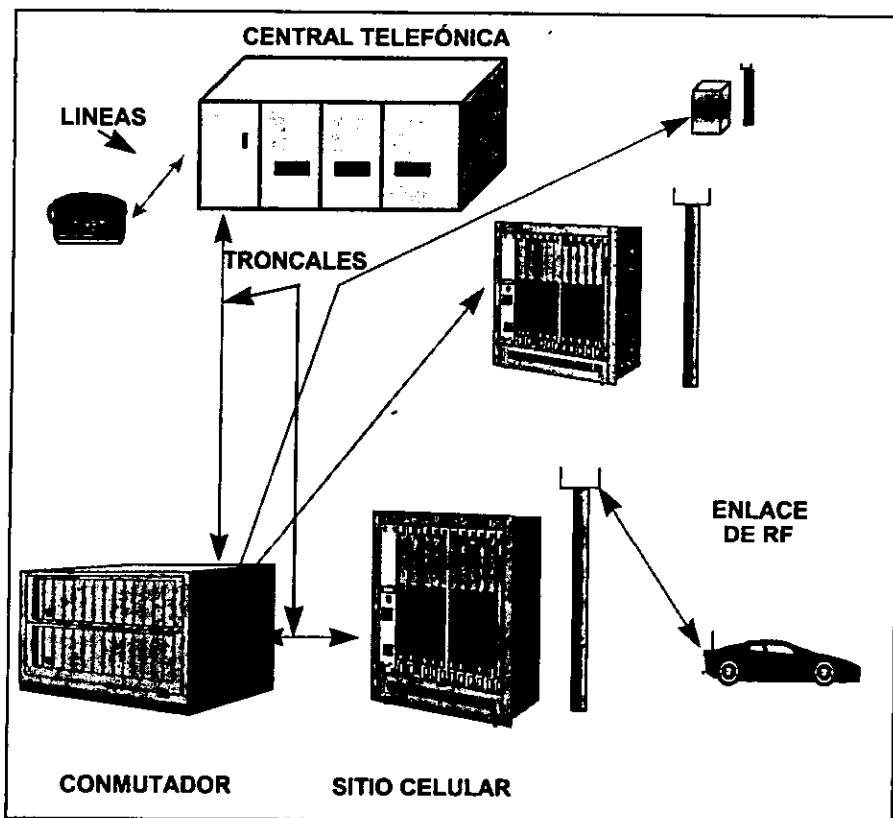 CENTRAL TELEFÓNICA
LINEAS
TRONCALES
ENLACE
DE RF
CONMUTADOR
SITIO CELULAR